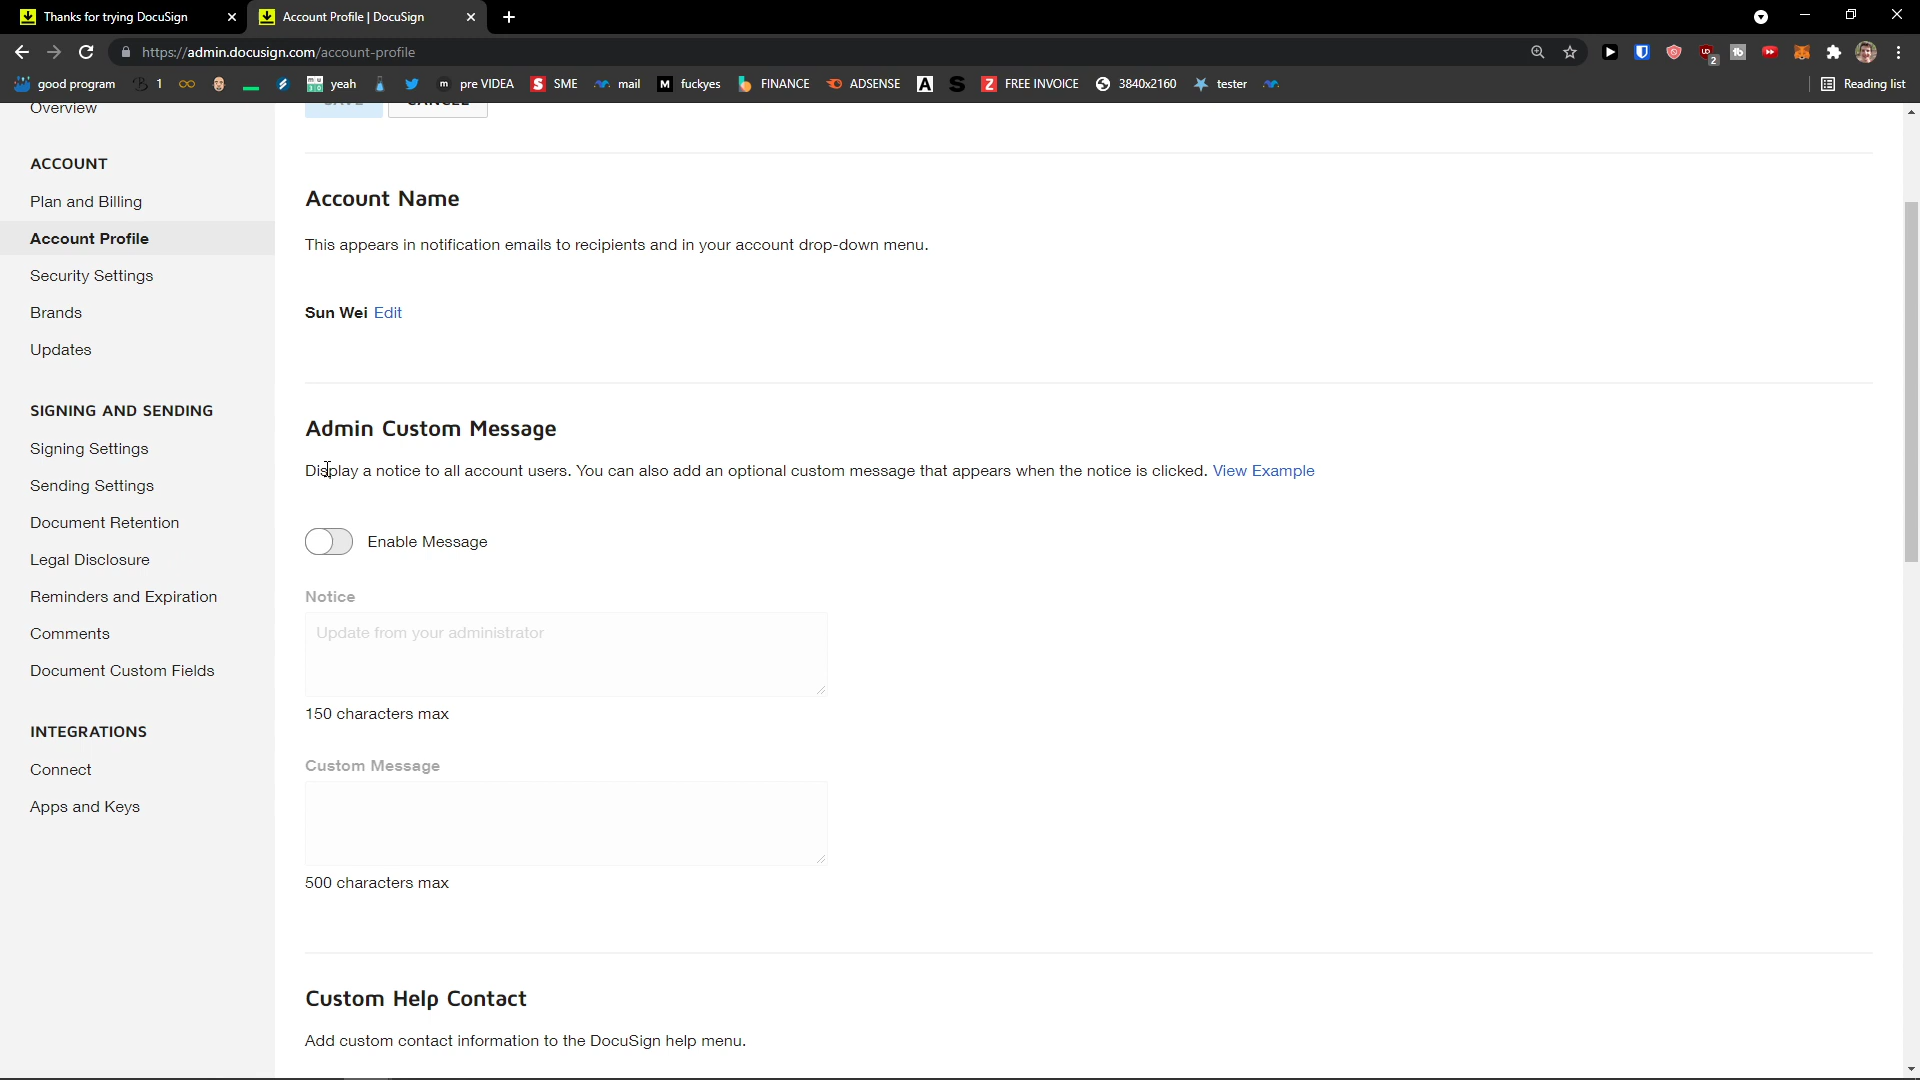 Thanks for trying DocuSign
Account Profile | DocuSign
https://admin.docusign.com/account-profile
2
good program
1
yeah
m
pre VIDEA
SME
mail
fuckyes
FINANCE
ADSENSE
FREE INVOICE
3840x2160
tester
Reading list
Overview
CANCEL
ACCOUNT
Plan and Billing
Account Profile
Security Settings
Brands
Updates
SIGNING AND SENDING
Signing Settings
Sending Settings
Document Retention
Legal Disclosure
Reminders and Expiration
Comments
Document Custom Fields
INTEGRATIONS
Connect
Apps and Keys
Account Name
This appears in notification emails to recipients and in your account drop-down menu.
Sun Wei Edit
Admin Custom Message
Display a notice to all account users. You can also add an optional custom message that appears when the notice is clicked. View Example
Enable Message
Notice
Update from your administrator
150 characters max
Custom Message
500 characters max
Custom Help Contact
Add custom contact information to the DocuSign help menu.